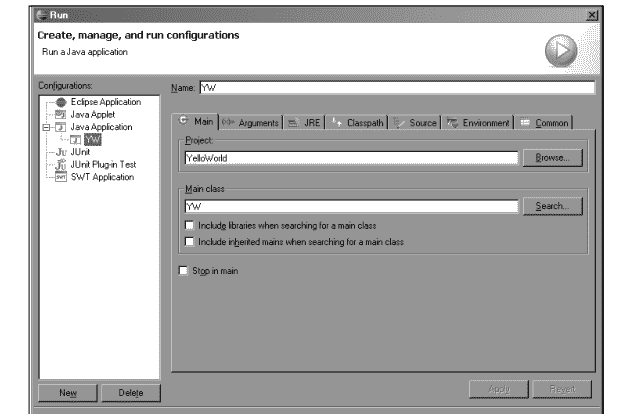 Run
Create, manage, and run configurations
Run a Java application
Configurations:
Eclipse Application
Java Applet
Java Application
YW
JUnit
JUnit Plug-in Test
SWT Application
New
Delete
Name: YW
Main Arguments JRE Classpath Source Environment Common
Project:
YelloWorld
Browse...
Main class
YW
Search...
Include libraries when searching for a main class
Include inherited mains when searching for a main class
Stop in main
Apply
Revert